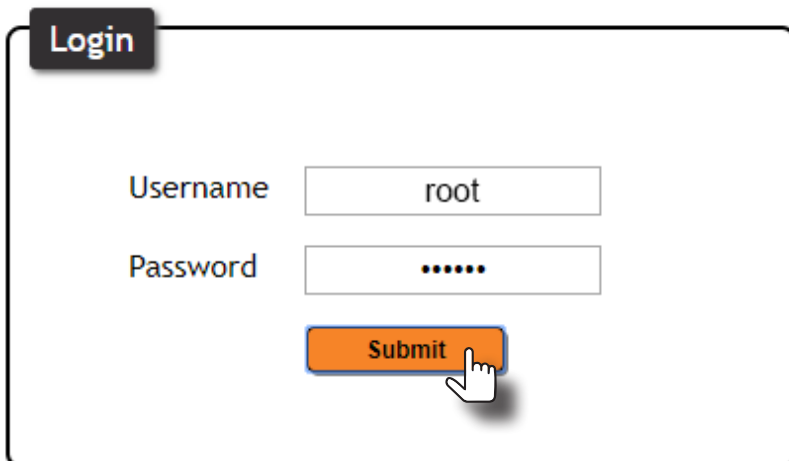 Login
Username
root
Password
••••••
Submit